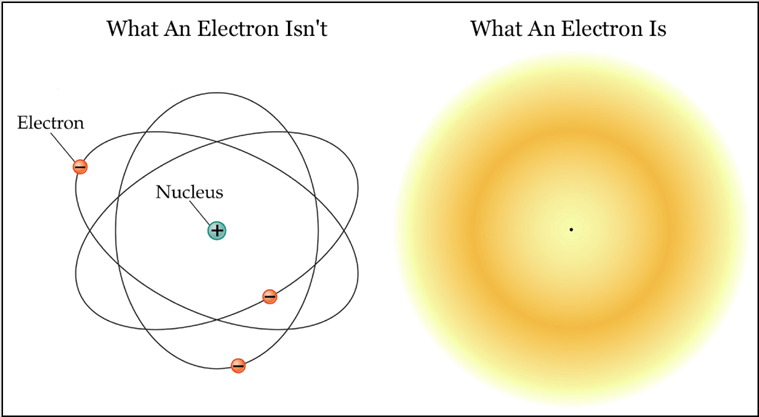 What An Electron Isn't
What An Electron Is
Electron
Nucleus
−
+
−
−